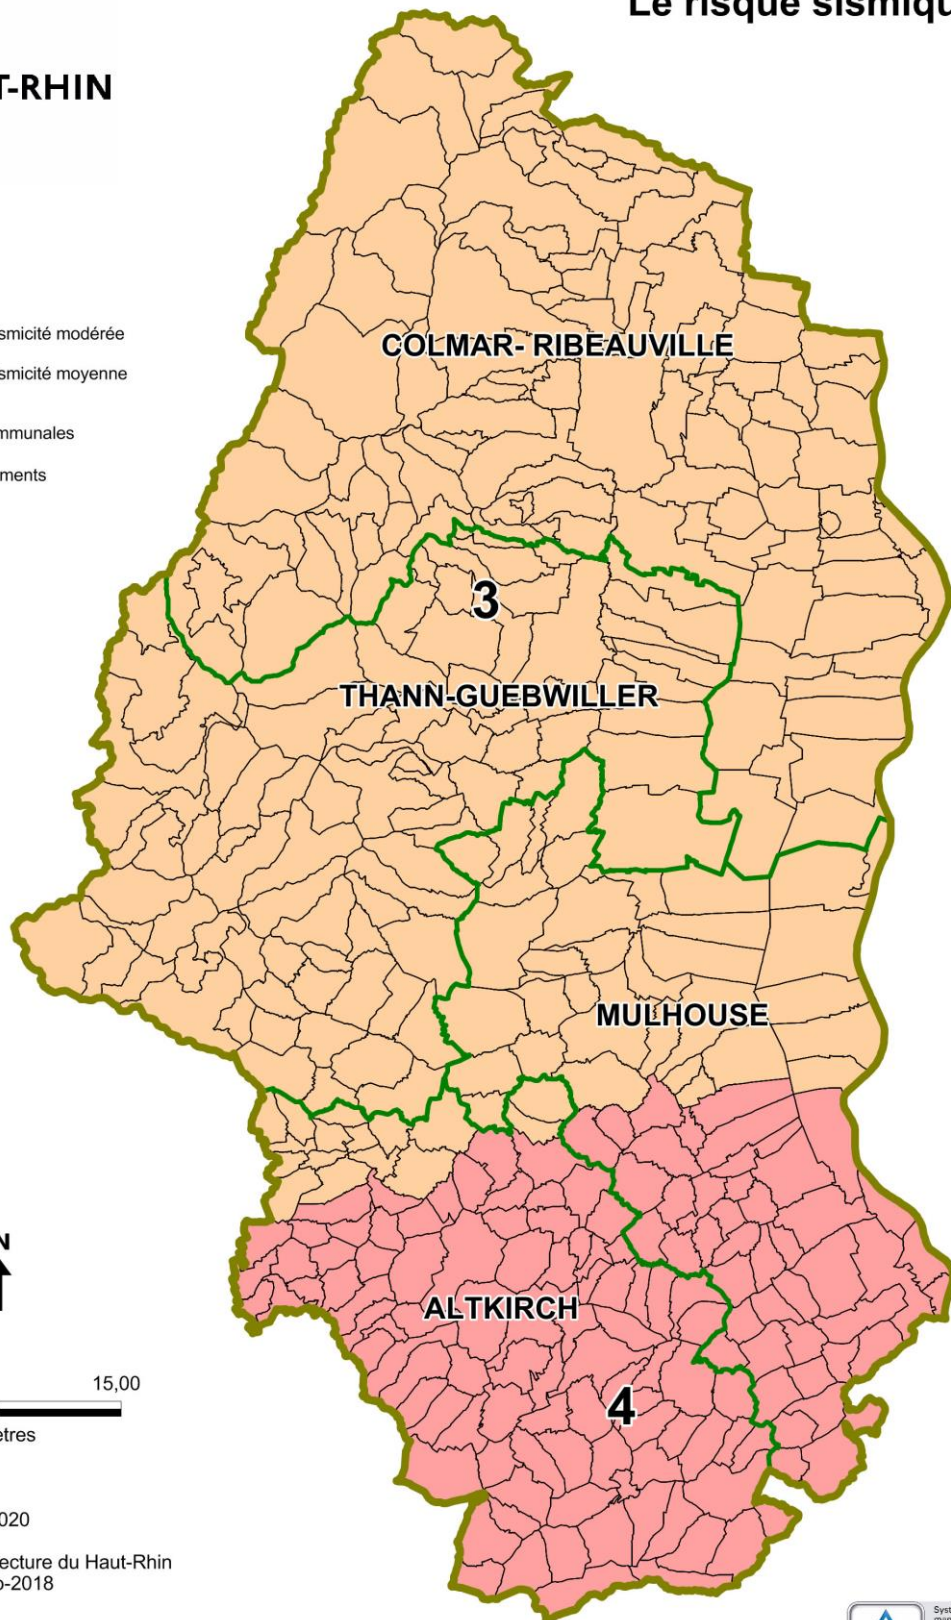 Le risque sismiqu
T-RHIN
smicité modérée
COLMAR- RIBEAUVILLE
smicité moyenne
mmunales
ments
3
THANN-GUEBWILLER
MULHOUSE
N
ALTKIRCH
15,00
4
ètres
020
ecture du Haut-Rhin
o-2018